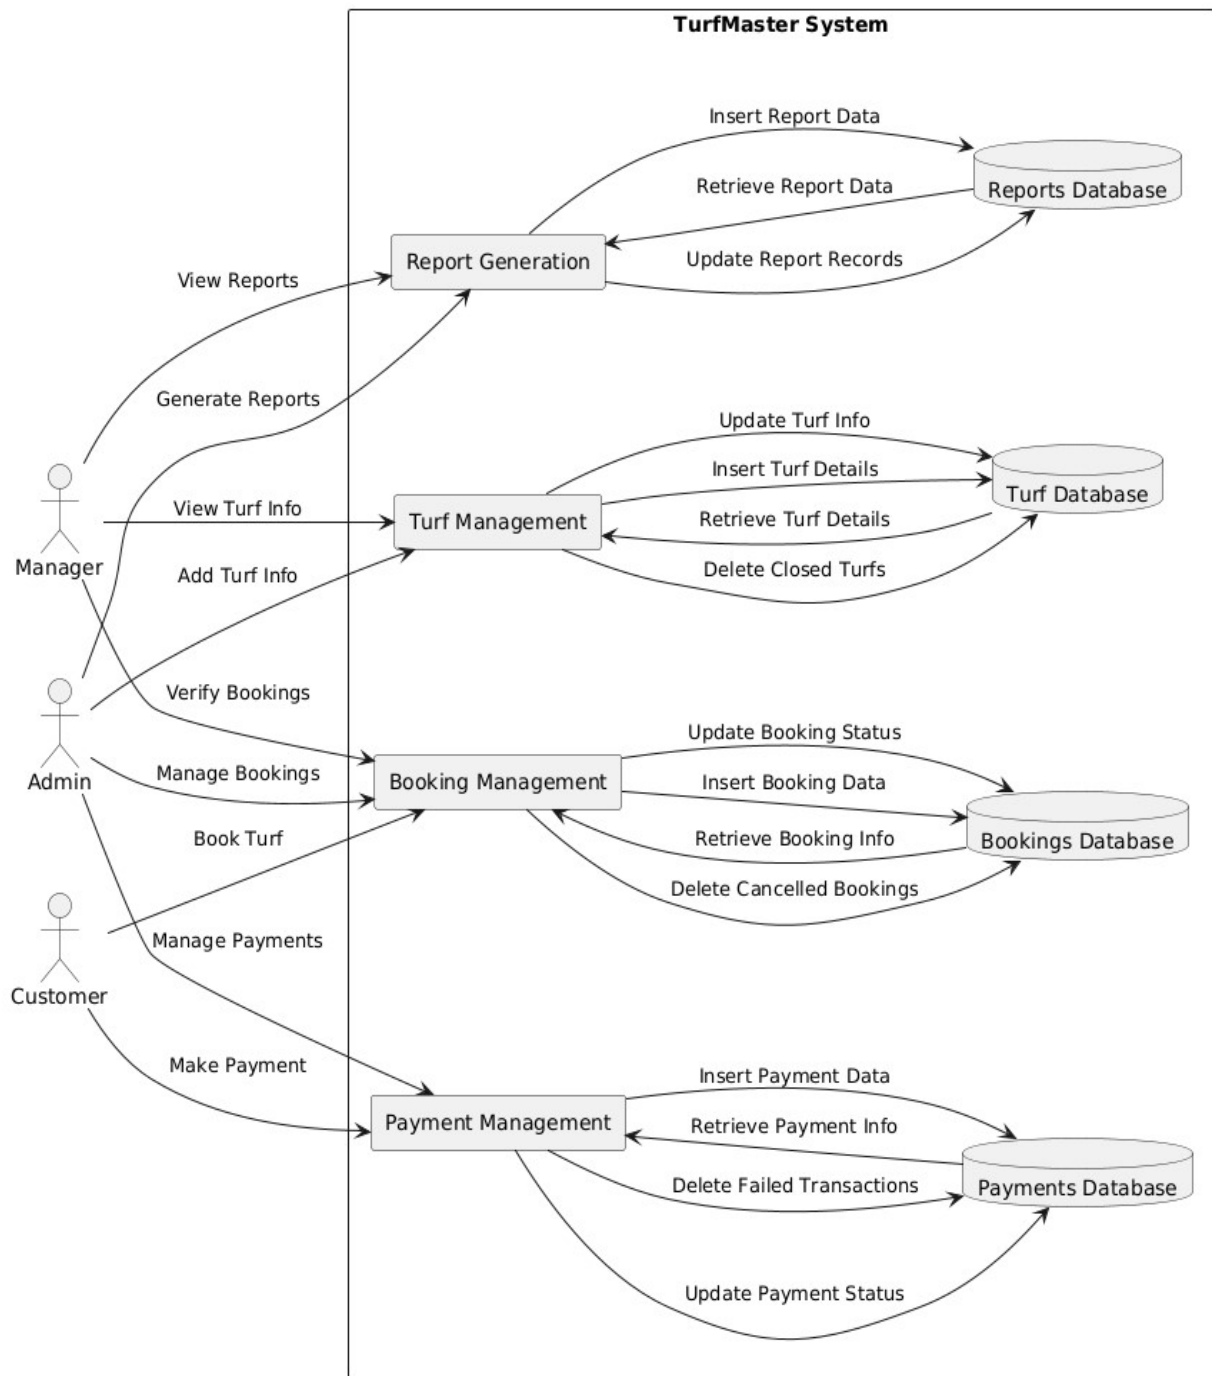 TurfMaster System
Insert Report Data
Reports Database
Retrieve Report Data
Update Report Records
Report Generation
View Reports
Generate Reports
Update Turf Info
Insert Turf Details
Turf Database
Retrieve Turf Details
Delete Closed Turfs
Turf Management
View Turf Info
Manager
Add Turf Info
Verify Bookings
Update Booking Status
Insert Booking Data
Bookings Database
Retrieve Booking Info
Delete Cancelled Bookings
Booking Management
Manage Bookings
Admin
Book Turf
Manage Payments
Customer
Make Payment
Insert Payment Data
Retrieve Payment Info
Payment Management
Payments Database
Delete Failed Transactions
Update Payment Status